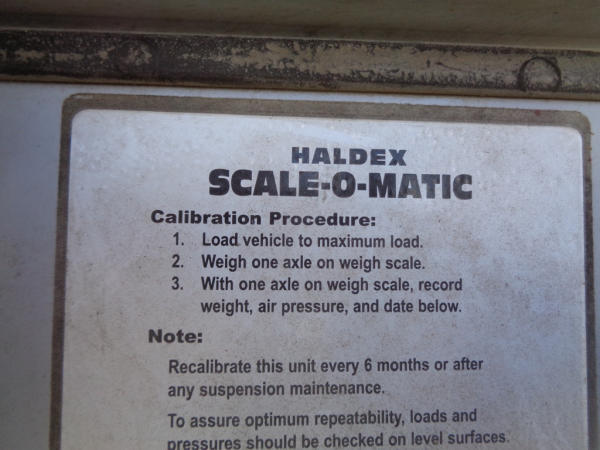 HALDEX
SCALE-O-MATIC
Calibration Procedure:
1. Load vehicle to maximum load.
2. Weigh one axle on weigh scale.
3. With one axle on weigh scale, record
weight, air pressure, and date below.
Note:
Recalibrate this unit every 6 months or after
any suspension maintenance.
To assure optimum repeatability, loads and
pressures should be checked on level surfaces.